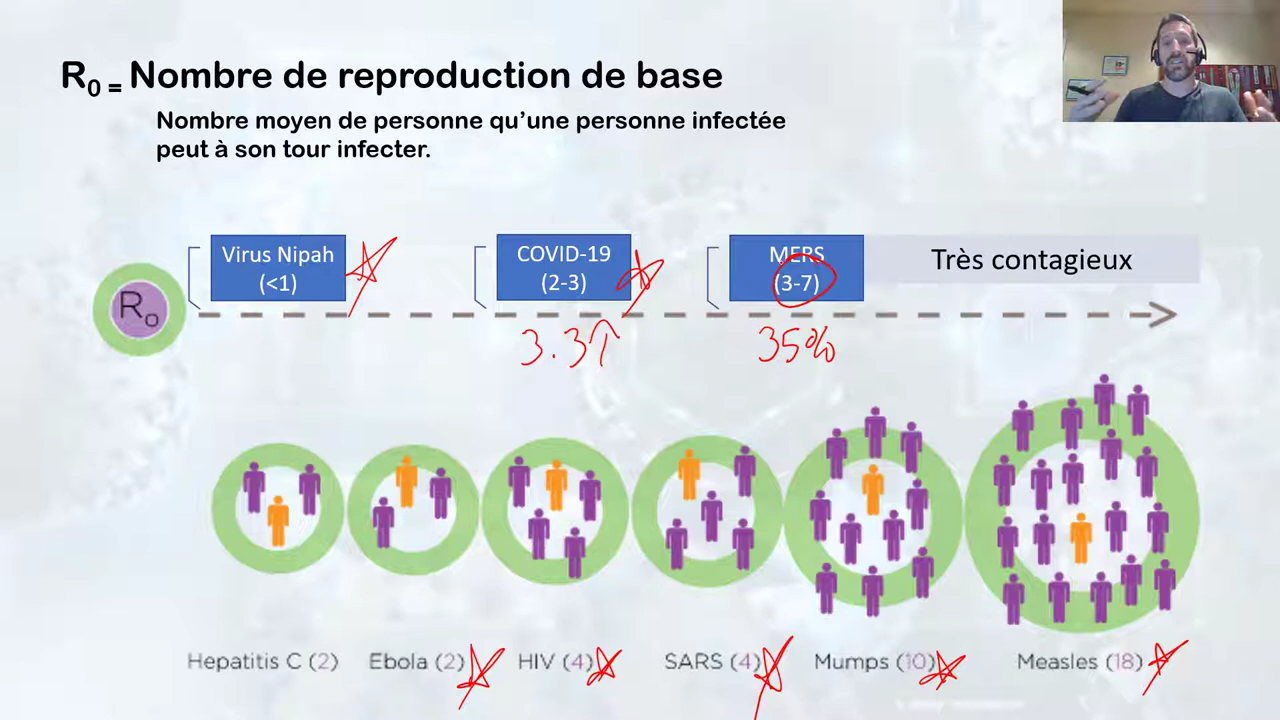 R0 = Nombre de reproduction de base
Nombre moyen de personne qu’une personne infectée
peut à son tour infecter.
Virus Nipah
(<1)
COVID-19
(2-3)
MERS
(3-7)
Très contagieux
Ro
3.3↑
35%
Hepatitis C (2)
Ebola (2)
HIV (4)
SARS (4)
Mumps (10)
Measles (18)